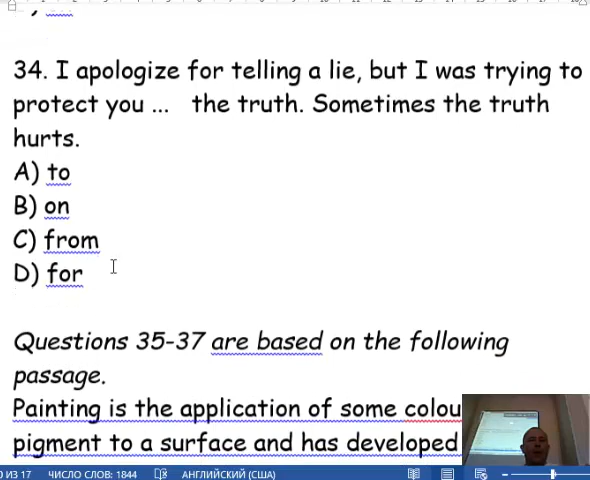 34. I apologize for telling a lie, but I was trying to
protect you ... the truth. Sometimes the truth
hurts.
A) to
B) on
C) from
D) for
Questions 35-37 are based on the following
passage.
Painting is the application of some colou
pigment to a surface and has developed
ИЗ 17 ЧИСЛО СЛОВ: 1844 АНГЛИЙСКИЙ (США)